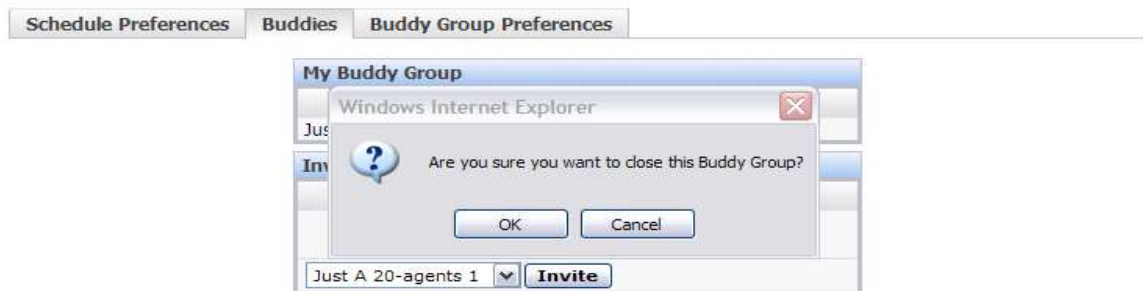 Schedule Preferences Buddies Buddy Group Preferences
My Buddy Group
Windows Internet Explorer
Are you sure you want to close this Buddy Group?
OK Cancel
Just A 20-agents 1 Invite